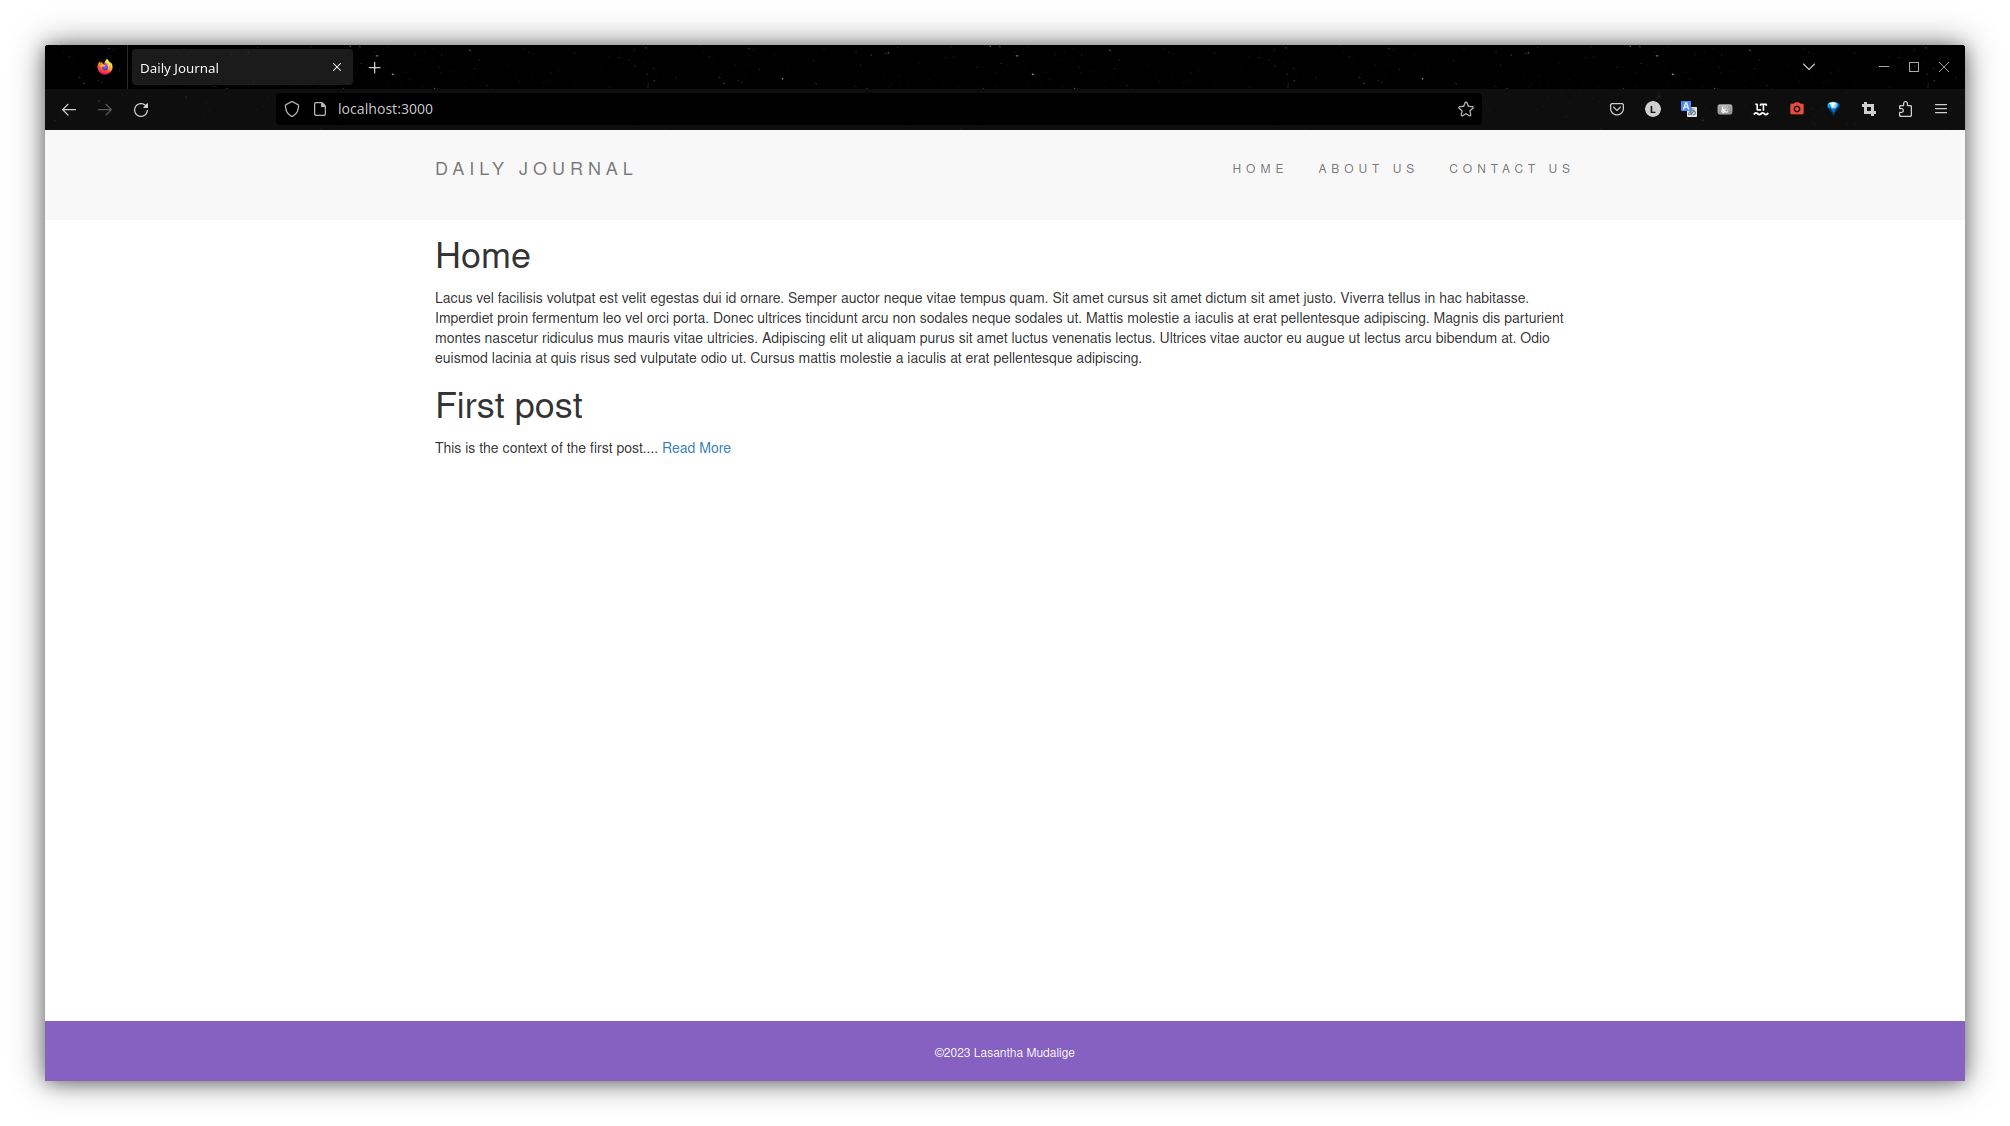 Daily Journal
localhost:3000
DAILY JOURNAL
HOME ABOUT US CONTACT US
Home
Lacus vel facilisis volutpat est velit egestas dui id ornare. Semper auctor neque vitae tempus quam. Sit amet cursus sit amet dictum sit amet justo. Viverra tellus in hac habitasse.
Imperdiet proin fermentum leo vel orci porta. Donec ultrices tincidunt arcu non sodales neque sodales ut. Mattis molestie a iaculis at erat pellentesque adipiscing. Magnis dis parturient
montes nascetur ridiculus mus mauris vitae ultricies. Adipiscing elit ut aliquam purus sit amet luctus venenatis lectus. Ultrices vitae auctor eu augue ut lectus arcu bibendum at. Odio
euismod lacinia at quis risus sed vulputate odio ut. Cursus mattis molestie a iaculis at erat pellentesque adipiscing.
First post
This is the context of the first post.... Read More
©2023 Lasantha Mudalige